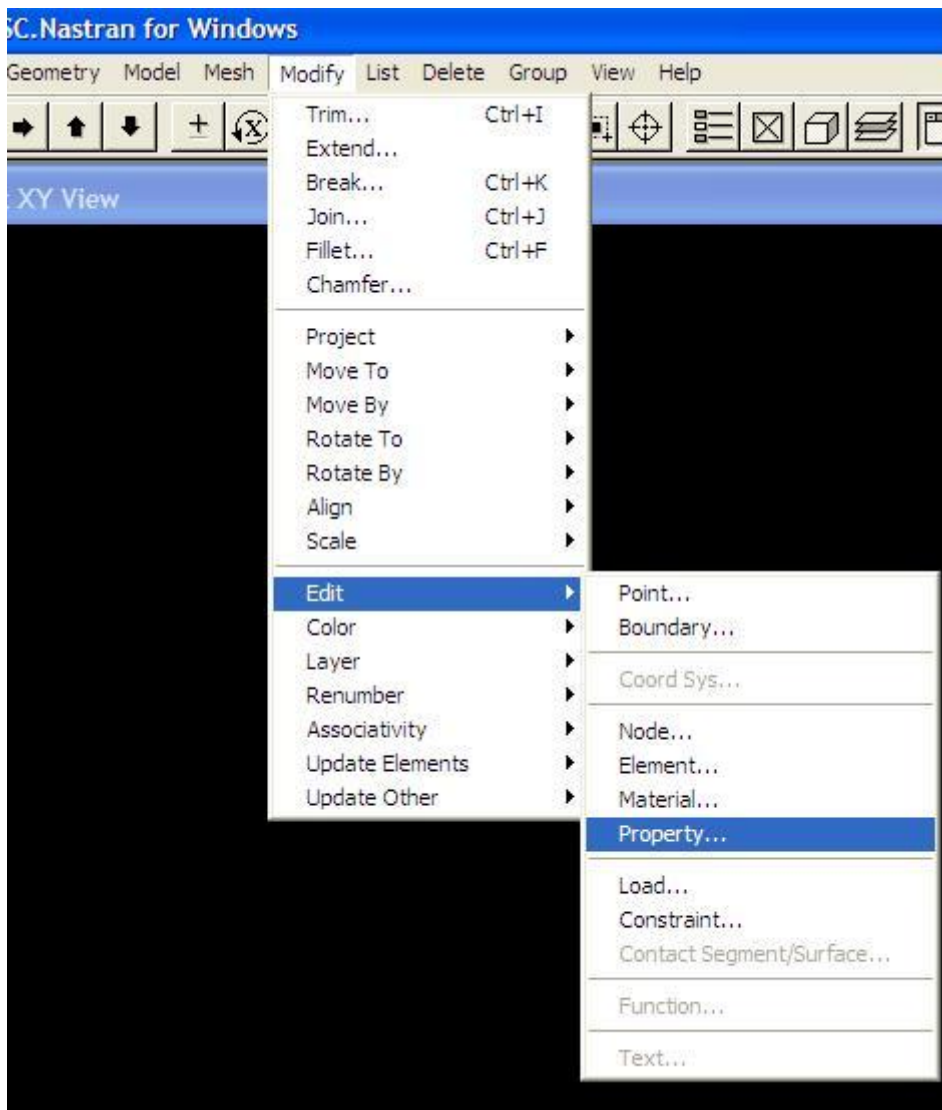 SC.Nastran for Windows
Geometry Model Mesh Modify List Delete Group View Help
XY View
Trim... Ctrl+I
Extend...
Break... Ctrl+K
Join... Ctrl+J
Fillet... Ctrl+F
Chamfer...
Project
Move To
Move By
Rotate To
Rotate By
Align
Scale
Edit
Color
Layer
Renumber
Associativity
Update Elements
Update Other
Point...
Boundary...
Coord Sys...
Node...
Element...
Material...
Property...
Load...
Constraint...
Contact Segment/Surface...
Function...
Text...